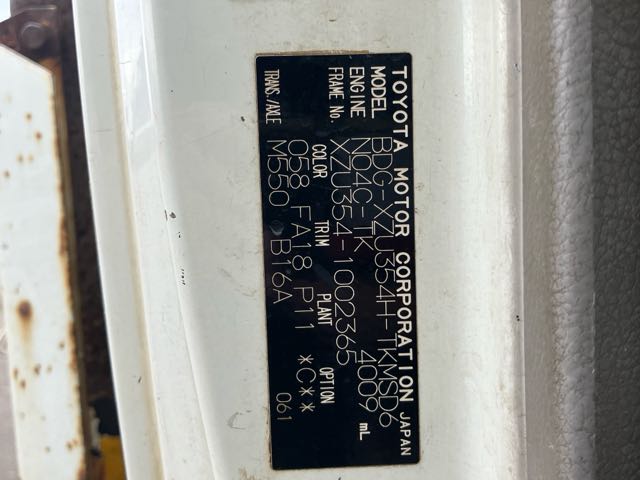 TOYOTA MOTOR CORPORATION JAPAN
MODEL BDG-XZU354H-TKMSD6
ENGINE N04C-TK 4009 mL
FRAME No. XZU354-1002365
COLOR TRIM PLANT OPTION
058 FA18 P11 *C**
TRANS./AXLE M550 B16A 061